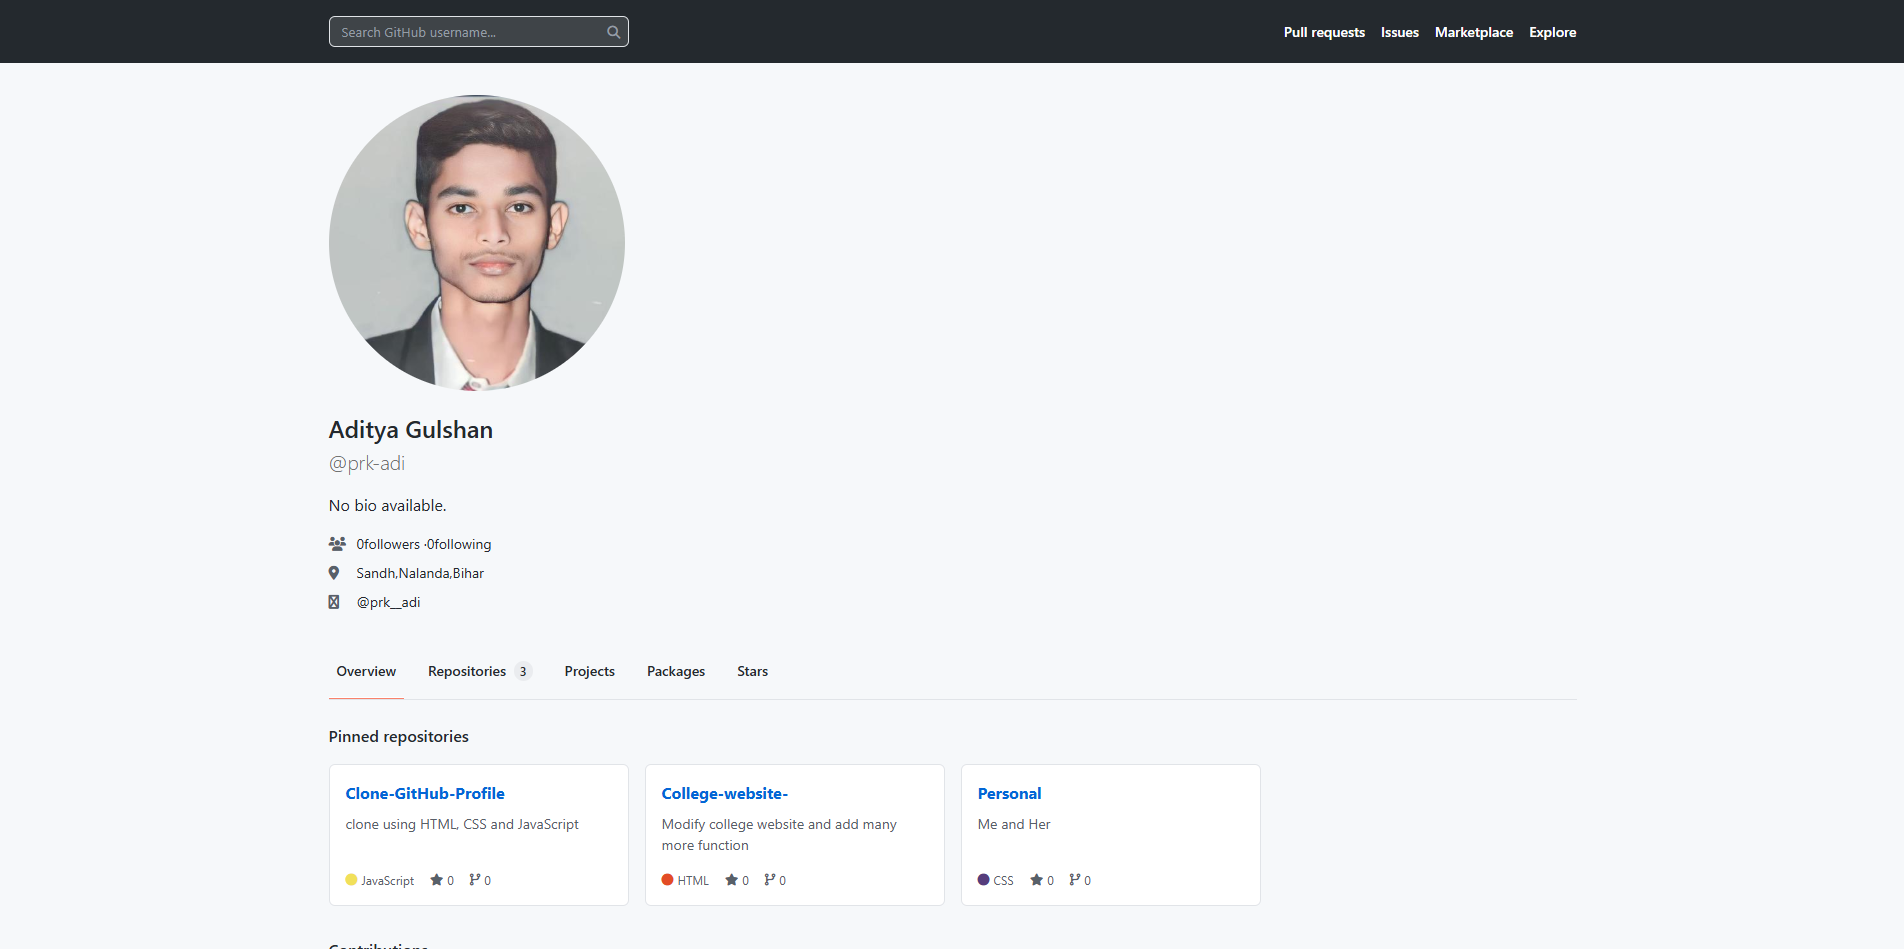 Search GitHub username...
Pull requests Issues Marketplace Explore
Aditya Gulshan
@prk-adi
No bio available.
0followers ·0following
Sandh,Nalanda,Bihar
@prk__adi
Overview Repositories 3 Projects Packages Stars
Pinned repositories
Clone-GitHub-Profile
clone using HTML, CSS and JavaScript
JavaScript 0 0
College-website-
Modify college website and add many
more function
HTML 0 0
Personal
Me and Her
CSS 0 0
Contributions